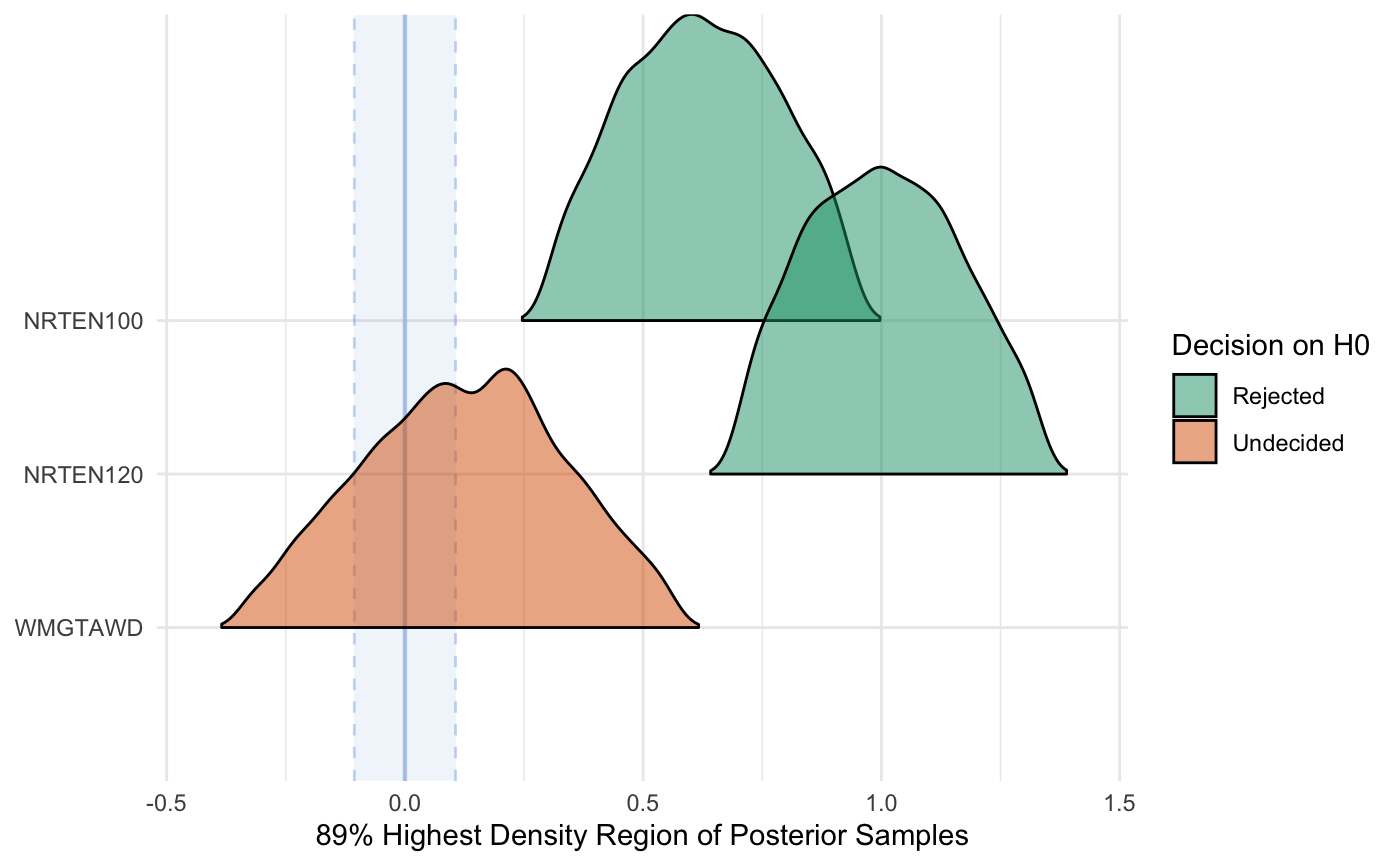 NRTEN100
NRTEN120
WMGTAWD
-0.5 0.0 0.5 1.0 1.5
89% Highest Density Region of Posterior Samples
Decision on H0
Rejected
Undecided